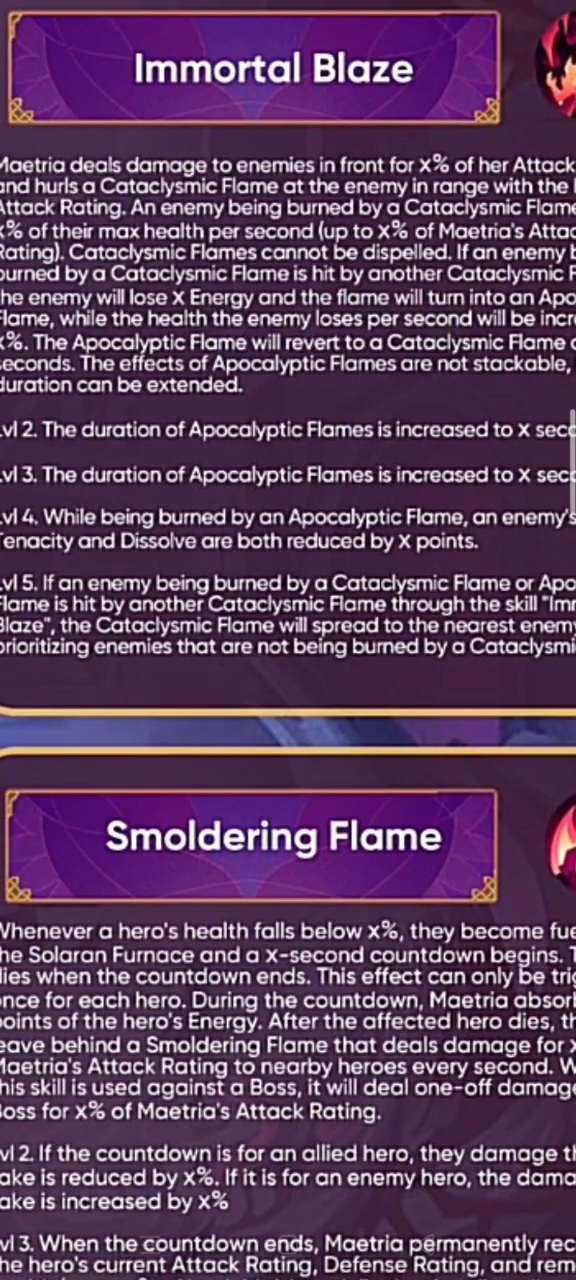 Immortal Blaze
Maetria deals damage to enemies in front for x% of her Attack
and hurls a Cataclysmic Flame at the enemy in range with the
Attack Rating. An enemy being burned by a Cataclysmic Flame
x% of their max health per second (up to x% of Maetria's Attac
Rating). Cataclysmic Flames cannot be dispelled. If an enemy b
burned by a Cataclysmic Flame is hit by another Cataclysmic F
the enemy will lose x Energy and the flame will turn into an Apo
Flame, while the health the enemy loses per second will be incre
x%. The Apocalyptic Flame will revert to a Cataclysmic Flame
seconds. The effects of Apocalyptic Flames are not stackable,
duration can be extended.
Lvl 2. The duration of Apocalyptic Flames is increased to x seco
Lvl 3. The duration of Apocalyptic Flames is increased to x seco
Lvl 4. While being burned by an Apocalyptic Flame, an enemy's
Tenacity and Dissolve are both reduced by x points.
Lvl 5. If an enemy being burned by a Cataclysmic Flame or Apo
Flame is hit by another Cataclysmic Flame through the skill "Imm
Blaze", the Cataclysmic Flame will spread to the nearest enemy
prioritizing enemies that are not being burned by a Cataclysmi
Smoldering Flame
Whenever a hero's health falls below x%, they become fue
the Solaran Furnace and a x-second countdown begins. T
dies when the countdown ends. This effect can only be trig
once for each hero. During the countdown, Maetria absor
points of the hero's Energy. After the affected hero dies, th
leave behind a Smoldering Flame that deals damage for x
Maetria's Attack Rating to nearby heroes every second. W
this skill is used against a Boss, it will deal one-off damage
Boss for x% of Maetria's Attack Rating.
Lvl 2. If the countdown is for an allied hero, they damage th
take is reduced by x%. If it is for an enemy hero, the dama
take is increased by x%
Lvl 3. When the countdown ends, Maetria permanently rec
the hero's current Attack Rating, Defense Rating, and rem